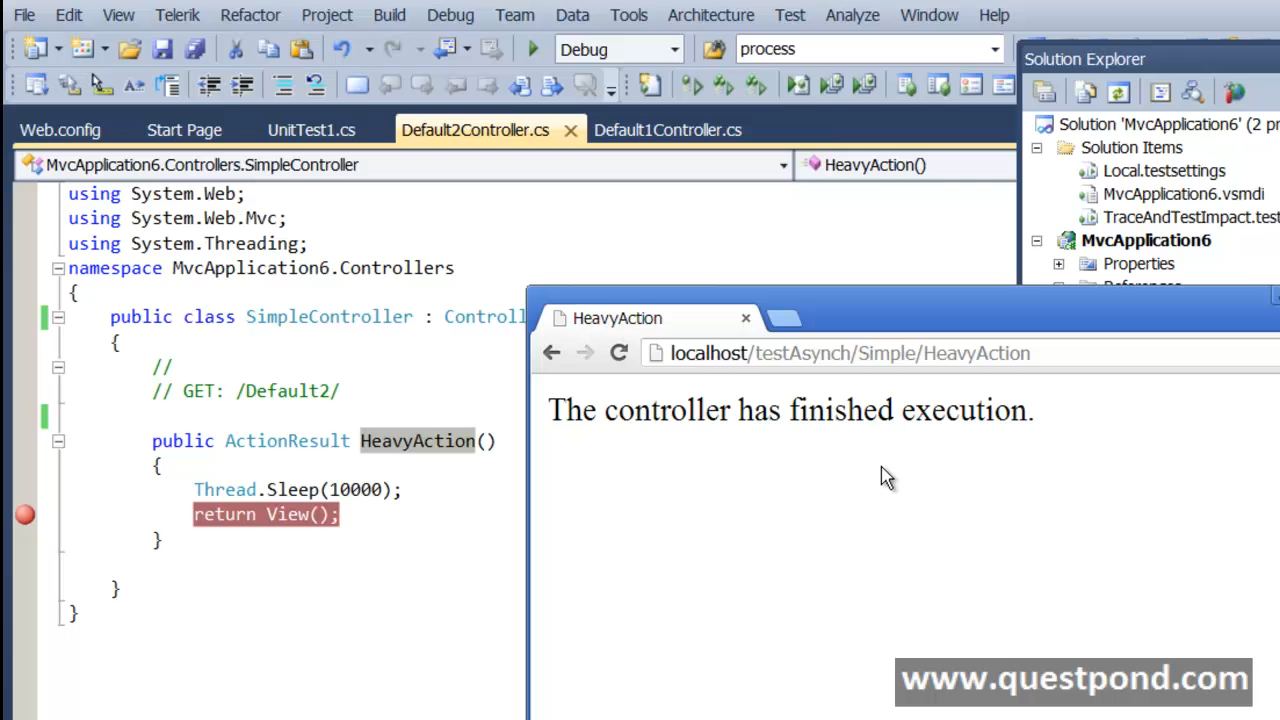 File Edit View Telerik Refactor Project Build Debug Team Data Tools Architecture Test Analyze Window Help
Debug process
Web.config Start Page UnitTest1.cs Default2Controller.cs Default1Controller.cs
MvcApplication6.Controllers.SimpleController HeavyAction()
using System.Web;
using System.Web.Mvc;
using System.Threading;
namespace MvcApplication6.Controllers
{
public class SimpleController : Controll
{
//
// GET: /Default2/
public ActionResult HeavyAction()
{
Thread.Sleep(10000);
return View();
}
}
}
Solution Explorer
Solution 'MvcApplication6' (2 pr
Solution Items
Local.testsettings
MvcApplication6.vsmdi
TraceAndTestImpact.test
MvcApplication6
Properties
HeavyAction
localhost/testAsynch/Simple/HeavyAction
The controller has finished execution.
www.questpond.com